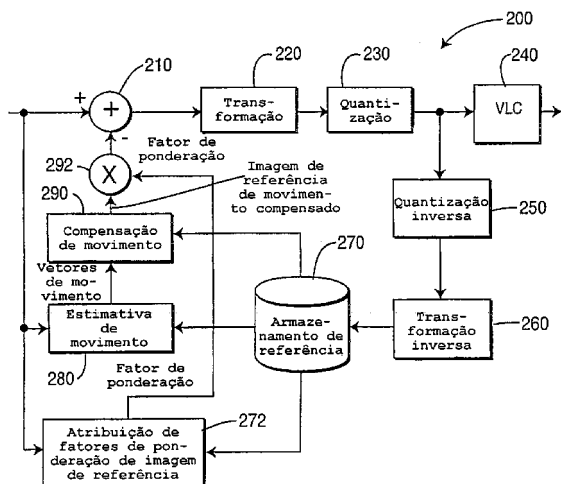 200
210
220
230
240
+
+
-
Trans-
formação
Quanti-
zação
VLC
Fator de
ponderação
292
X
Imagem de
referência
de movimen-
to compensado
290
Compensação
de movimento
Quantização
inversa
250
Vetores
de mo-
vimento
270
Estimativa
de
movimento
280
Armaze-
namento de
referência
Trans-
formação
inversa
260
Fator de
ponderação
272
Atribuição de
fatores de pon-
deração de imagem
de referência